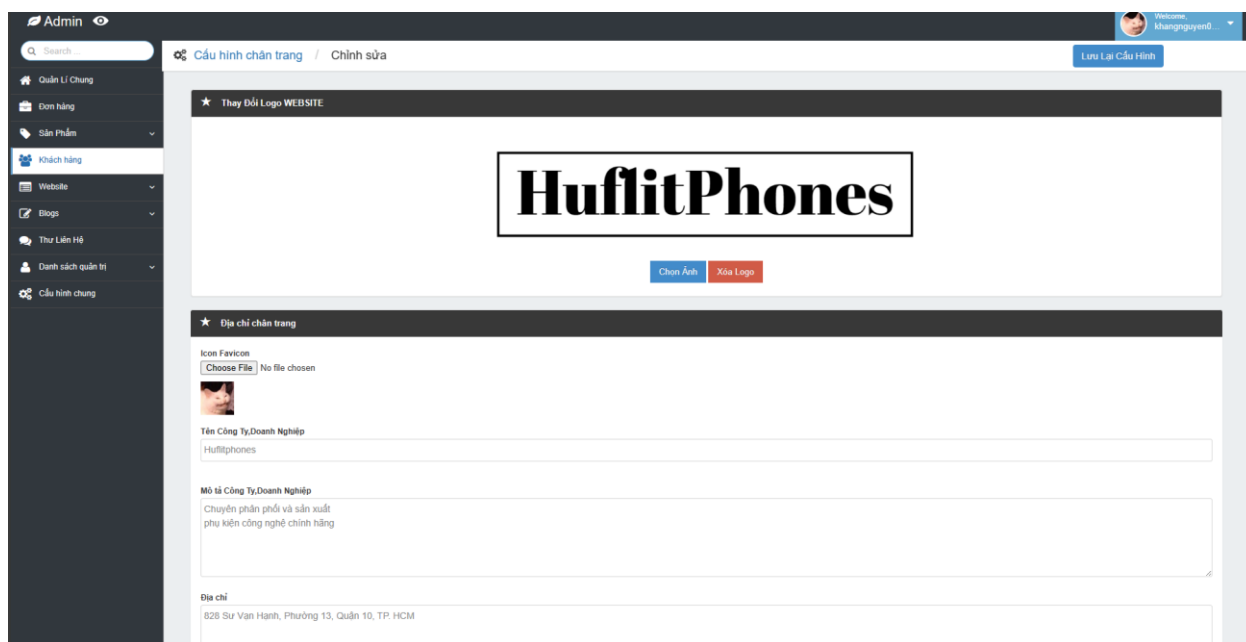 Admin
Welcome,
khangnguyen0...
Search ...
Cấu hình chân trang / Chỉnh sửa
Lưu Lại Cấu Hình
Quản Lí Chung
Đơn hàng
Sản Phẩm
Khách hàng
Website
Blogs
Thư Liên Hệ
Danh sách quản trị
Cấu hình chung
Thay Đổi Logo WEBSITE
HuflitPhones
Chọn Ảnh
Xóa Logo
Địa chỉ chân trang
Icon Favicon
Choose File No file chosen
Tên Công Ty,Doanh Nghiệp
Huflitphones
Mô tả Công Ty,Doanh Nghiệp
Chuyên phân phối và sản xuất
phụ kiện công nghệ chính hãng
Địa chỉ
828 Sư Vạn Hạnh, Phường 13, Quận 10, TP. HCM